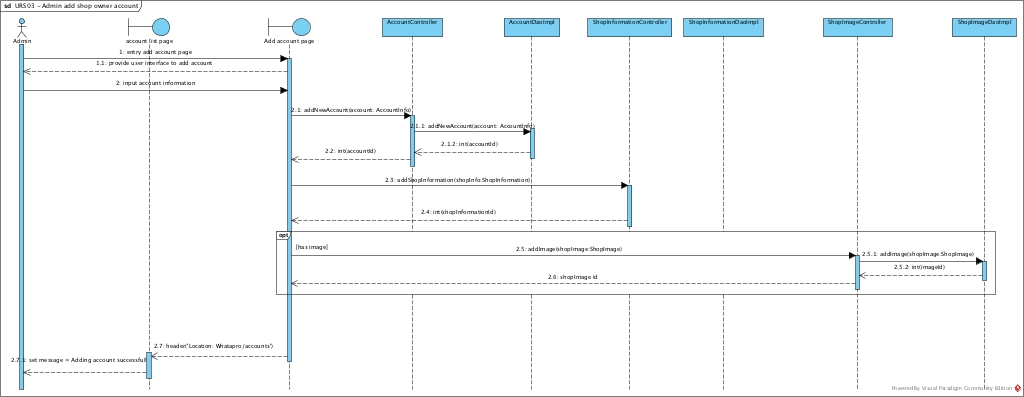 sd URS03 - Admin add shop owner account
Admin
account list page
Add account page
AccountController
AccountDaoImpl
ShopInformationController
ShopInformationDaoImpl
ShopImageController
ShopImageDaoImpl
1: entry add account page
1.1: provide user interface to add account
2: input account information
2.1: addNewAccount(account: AccountInfo)
2.1.1: addNewAccount(account: AccountInfo)
2.1.2: int(accountId)
2.2: int(accountId)
2.3: addShopInformation(shopInfo:ShopInformation)
2.4: int(shopInformationId)
opt
[has image]
2.5: addImage(shopImage:ShopImage)
2.5.1: addImage(shopImage:ShopImage)
2.5.2: int(imageId)
2.6: shopImage id
2.7: header('Location: Whatapro/accounts')
2.7.1: set message = Adding account successful
Powered By Visual Paradigm Community Edition